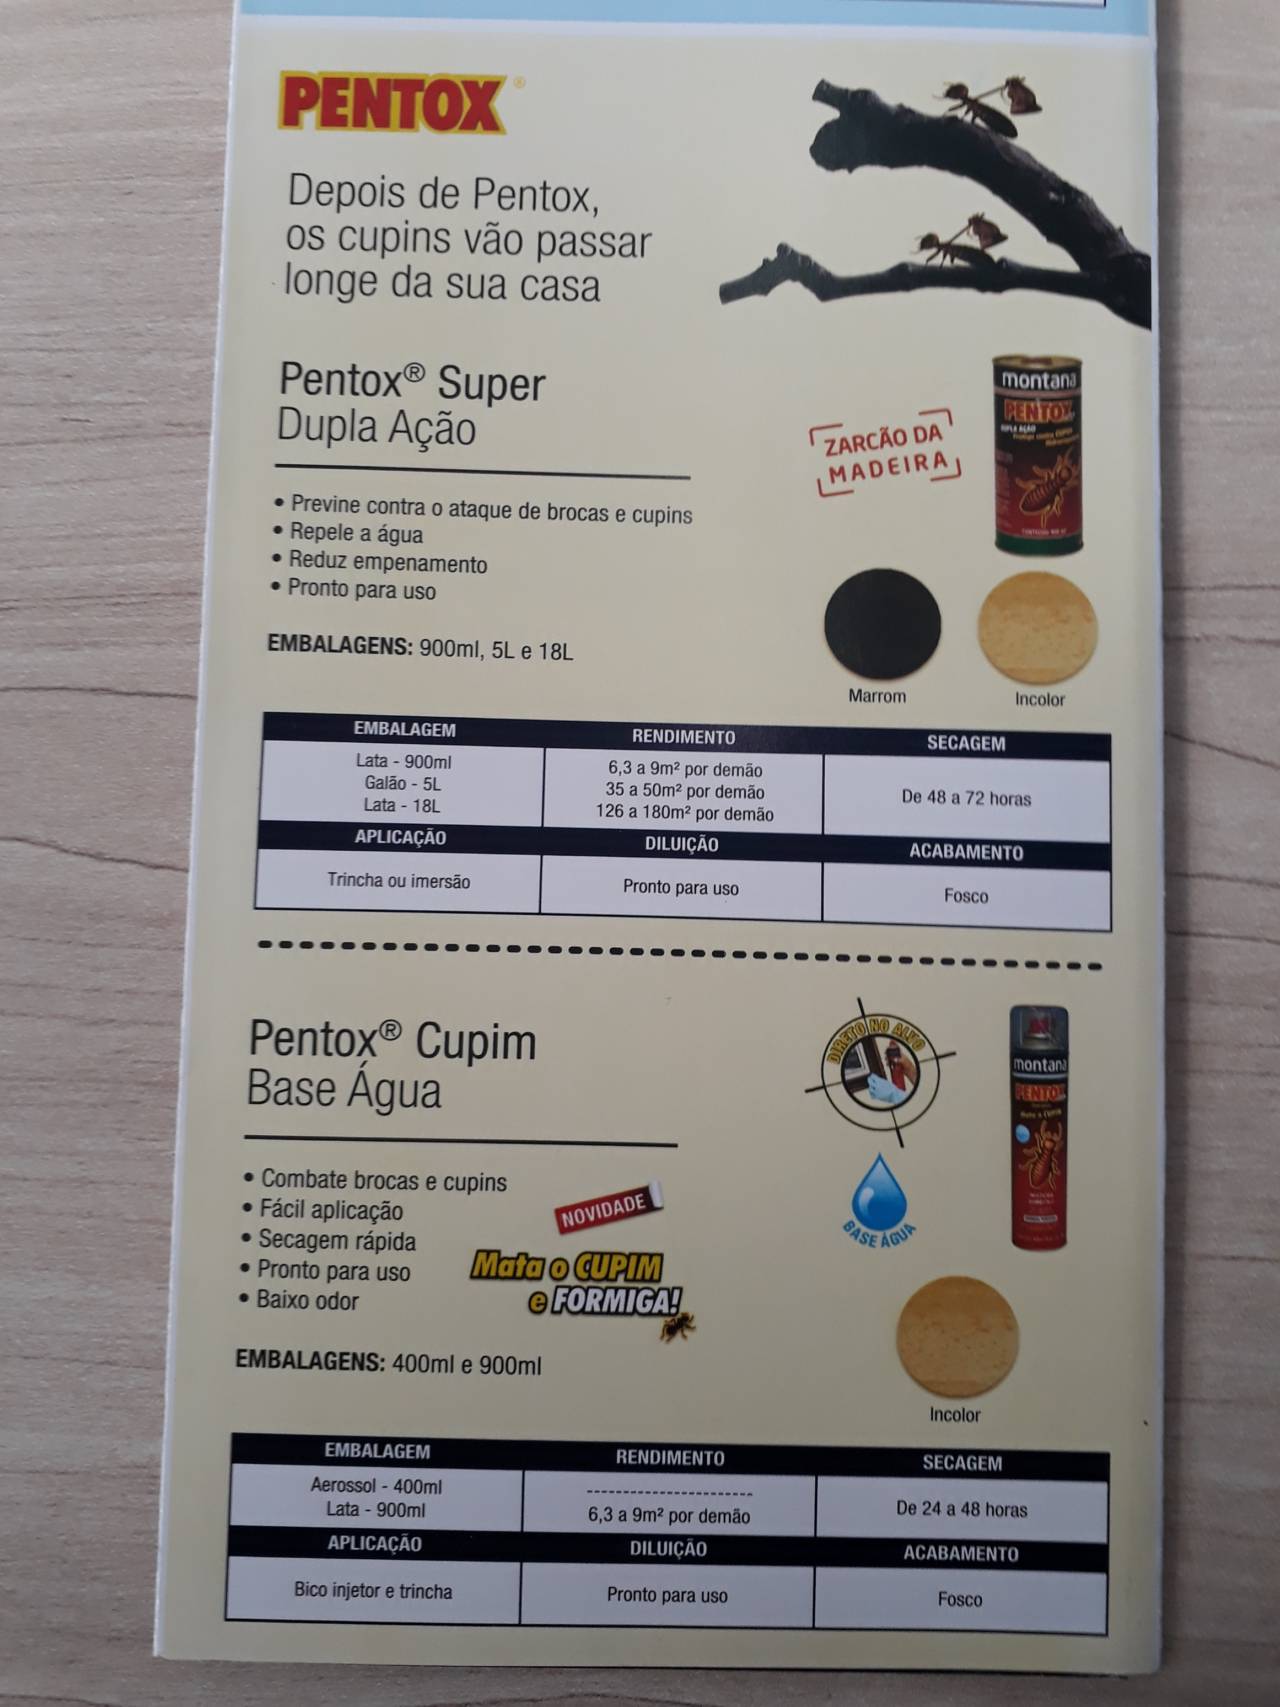 PENTOX®
Depois de Pentox,
os cupins vão passar
longe da sua casa
Pentox® Super
Dupla Ação
ZARCÃO DA
MADEIRA
montana
PENTOX
DUPLA AÇÃO
• Previne contra o ataque de brocas e cupins
• Repele a água
• Reduz empenamento
• Pronto para uso
EMBALAGENS: 900ml, 5L e 18L
Marrom
Incolor
EMBALAGEM RENDIMENTO SECAGEM
Lata - 900ml 6,3 a 9m² por demão
Galão - 5L 35 a 50m² por demão De 48 a 72 horas
Lata - 18L 126 a 180m² por demão
APLICAÇÃO DILUIÇÃO ACABAMENTO
Trincha ou imersão Pronto para uso Fosco
Pentox® Cupim
Base Água
DIRETO NO ALVO
montana
PENTOX
BASE ÁGUA
• Combate brocas e cupins
• Fácil aplicação
• Secagem rápida
• Pronto para uso
• Baixo odor
NOVIDADE
Mata o CUPIM
e FORMIGA!
EMBALAGENS: 400ml e 900ml
Incolor
EMBALAGEM RENDIMENTO SECAGEM
Aerossol - 400ml -----------------------
Lata - 900ml 6,3 a 9m² por demão De 24 a 48 horas
APLICAÇÃO DILUIÇÃO ACABAMENTO
Bico injetor e trincha Pronto para uso Fosco